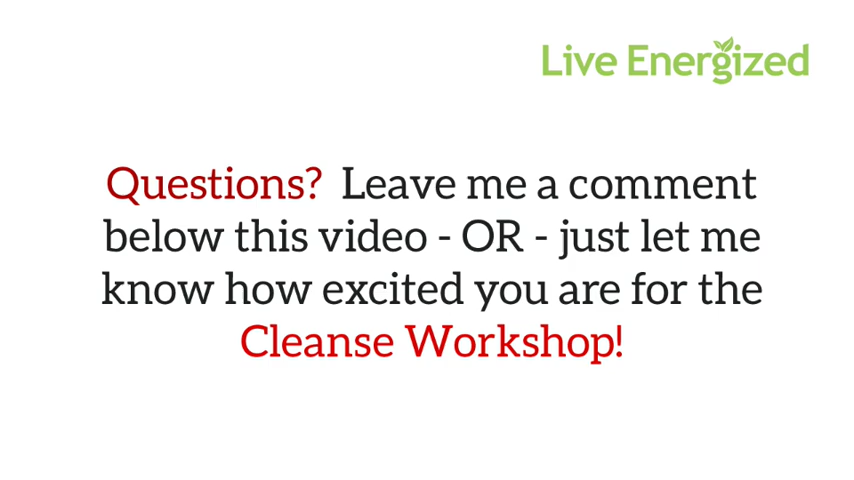 Live Energized
Questions? Leave me a comment
below this video - OR - just let me
know how excited you are for the
Cleanse Workshop!